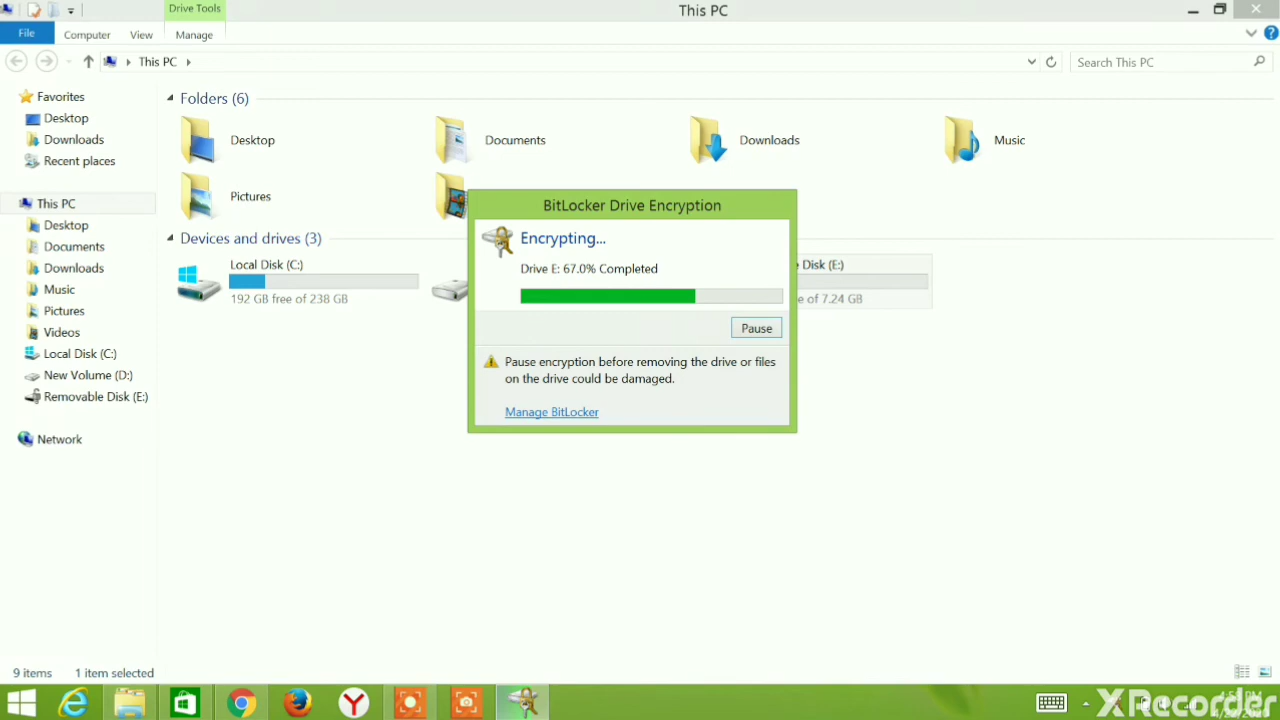 Drive Tools
This PC
File
Computer
View
Manage
This PC
Search This PC
Favorites
Desktop
Downloads
Recent places
This PC
Desktop
Documents
Downloads
Music
Pictures
Videos
Local Disk (C:)
New Volume (D:)
Removable Disk (E:)
Network
Folders (6)
Desktop
Documents
Downloads
Music
Pictures
Devices and drives (3)
Local Disk (C:)
192 GB free of 238 GB
Disk (E:)
of 7.24 GB
BitLocker Drive Encryption
Encrypting...
Drive E: 67.0% Completed
Pause
Pause encryption before removing the drive or files
on the drive could be damaged.
Manage BitLocker
9 items
1 item selected
XRecorder